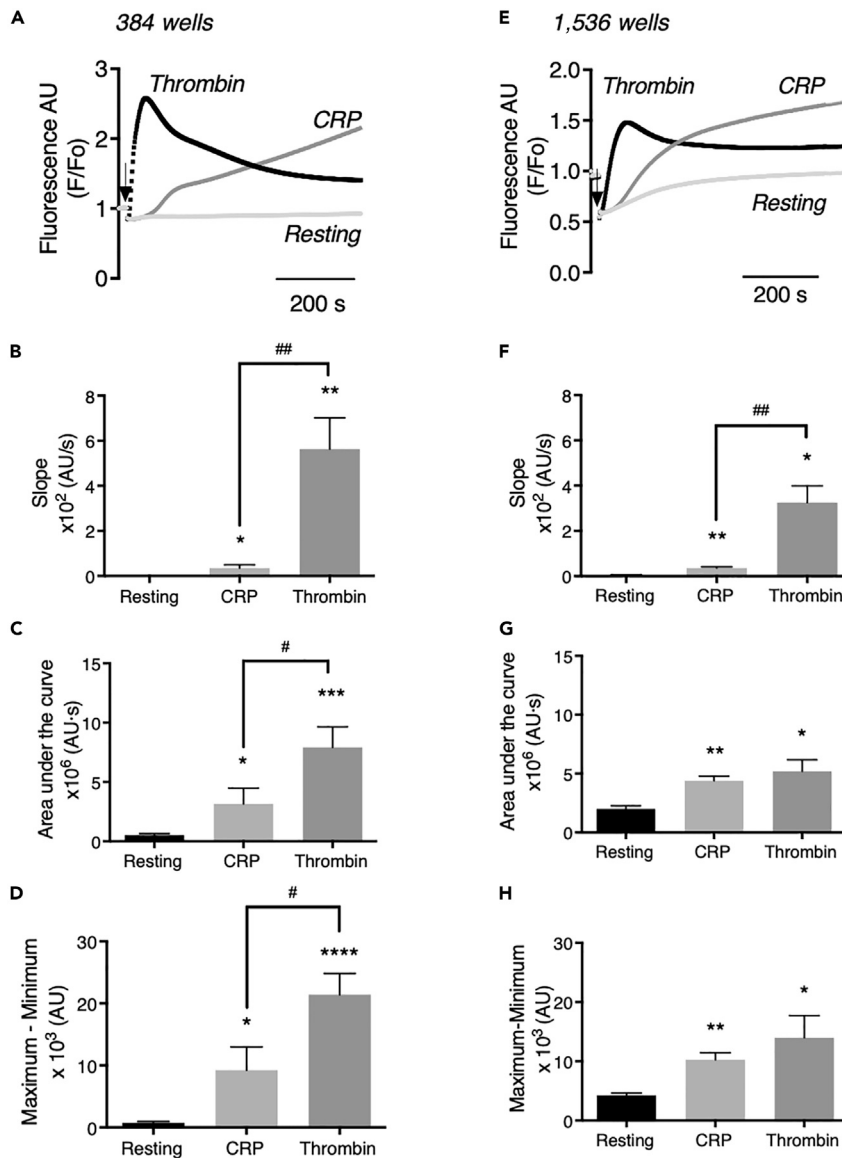 A
384 wells
Fluorescence AU
(F/Fo)
3
2
1
0
Thrombin
CRP
Resting
200 s
B
##
Slope
x10² (AU/s)
8
6
4
2
0
*
**
Resting
CRP
Thrombin
C
#
Area under the curve
x10⁶ (AU·s)
15
10
5
0
*
***
Resting
CRP
Thrombin
D
#
Maximum - Minimum
x 10³ (AU)
30
20
10
0
*
****
Resting
CRP
Thrombin
E
1,536 wells
Fluorescence AU
(F/Fo)
2.0
1.5
1.0
0.5
0.0
Thrombin
CRP
Resting
200 s
F
##
Slope
x10² (AU/s)
8
6
4
2
0
**
*
Resting
CRP
Thrombin
G
Area under the curve
x10⁶ (AU·s)
15
10
5
0
**
*
Resting
CRP
Thrombin
H
Maximum-Minimum
x 10³ (AU)
30
20
10
0
**
*
Resting
CRP
Thrombin